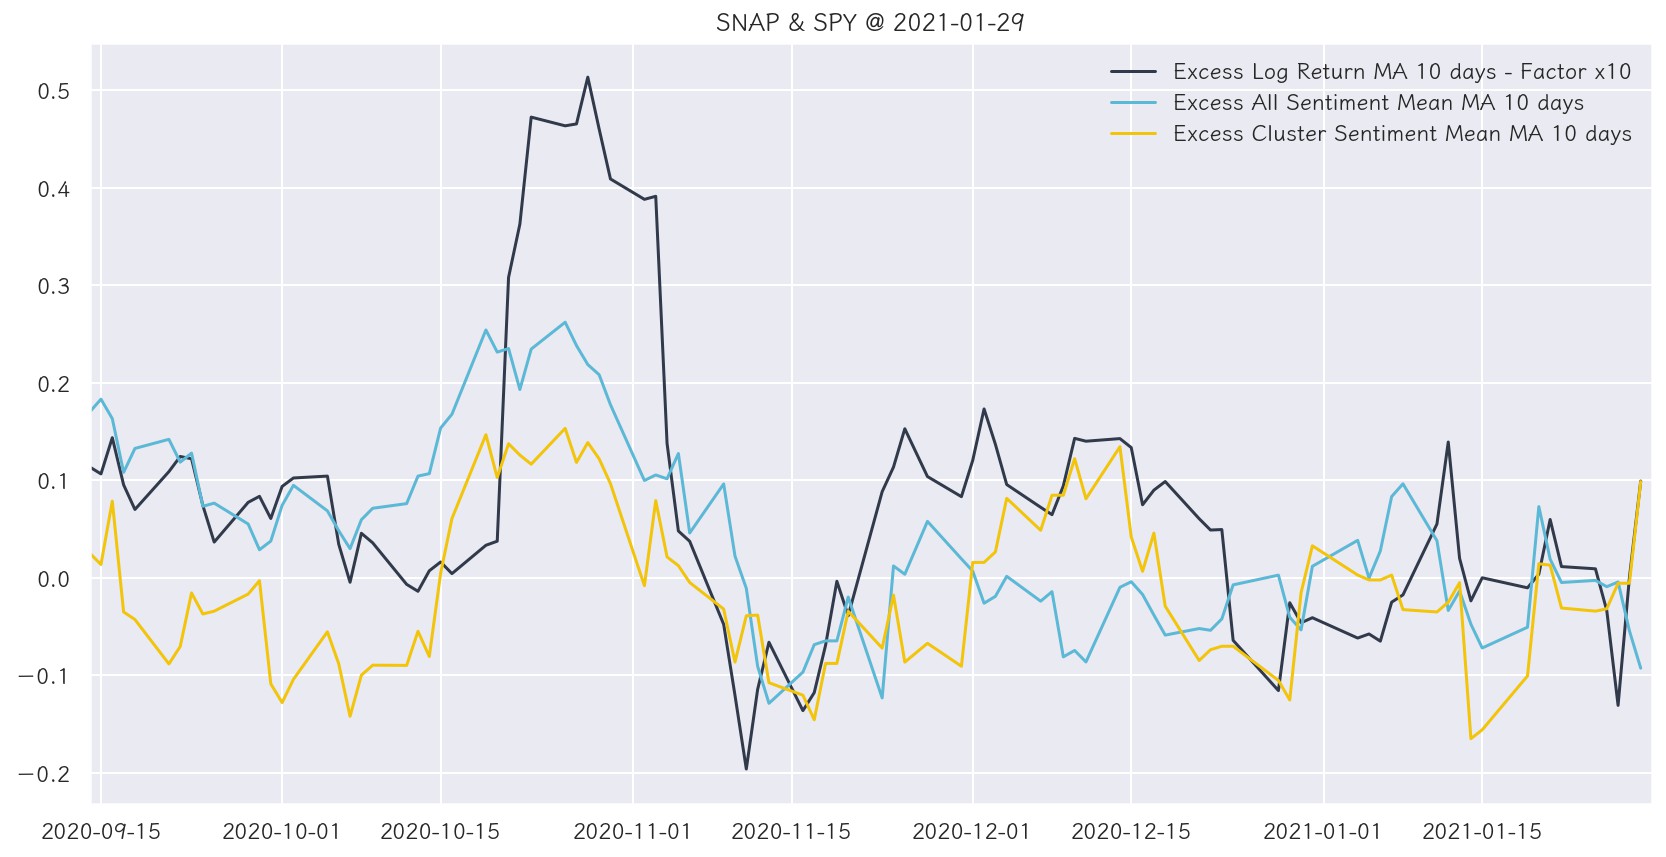 SNAP & SPY @ 2021-01-29
Excess Log Return MA 10 days - Factor x10
Excess All Sentiment Mean MA 10 days
Excess Cluster Sentiment Mean MA 10 days
0.5
0.4
0.3
0.2
0.1
0.0
−0.1
−0.2
2020-09-15 2020-10-01 2020-10-15 2020-11-01 2020-11-15 2020-12-01 2020-12-15 2021-01-01 2021-01-15